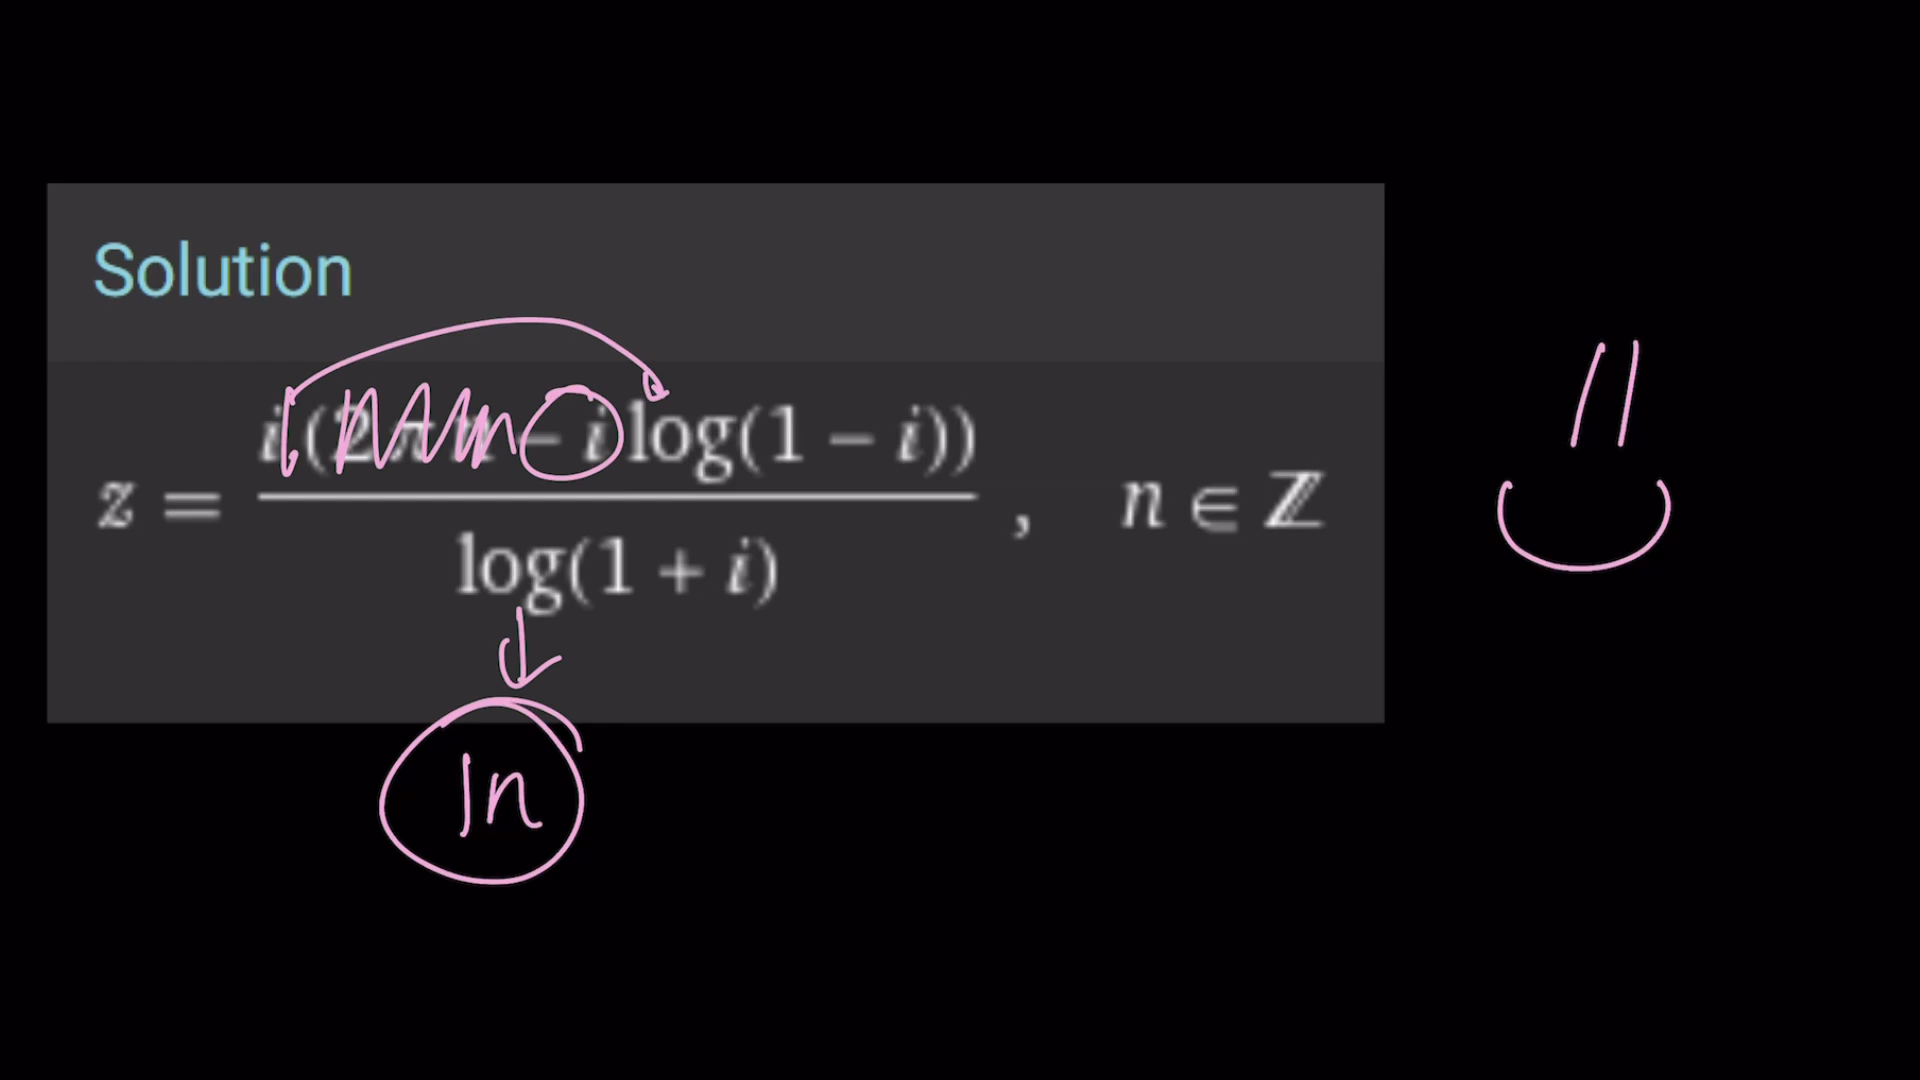 Solution
z = i(2πn − i log(1 − i)) / log(1 + i) , n ∈ ℤ
ln